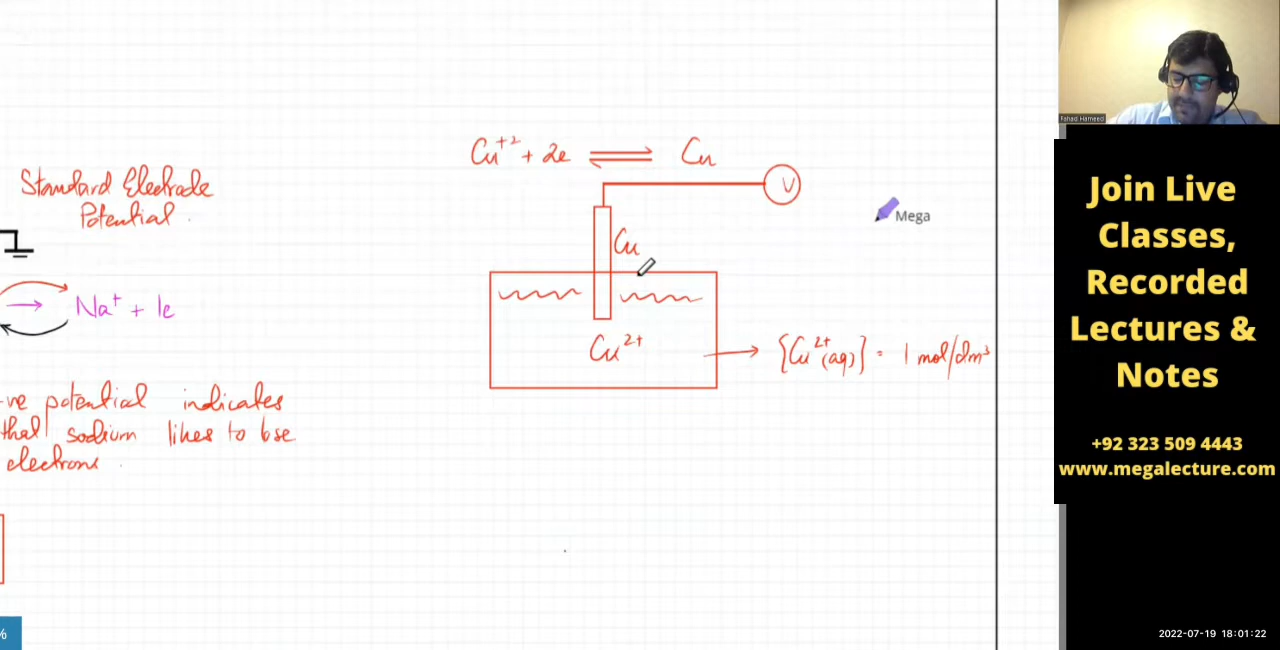 Cu+2 + 2e ⇌ Cu
Standard Electrode
Potential.
V
Mega
Cu
→ Na+ + 1e
Cu2+
→ [Cu2+(aq)] = 1 mol/dm3
-ve potential indicates
that sodium likes to lose
electrons.
%
Fahad Hameed
Join Live
Classes,
Recorded
Lectures &
Notes
+92 323 509 4443
www.megalecture.com
2022-07-19 18:01:22